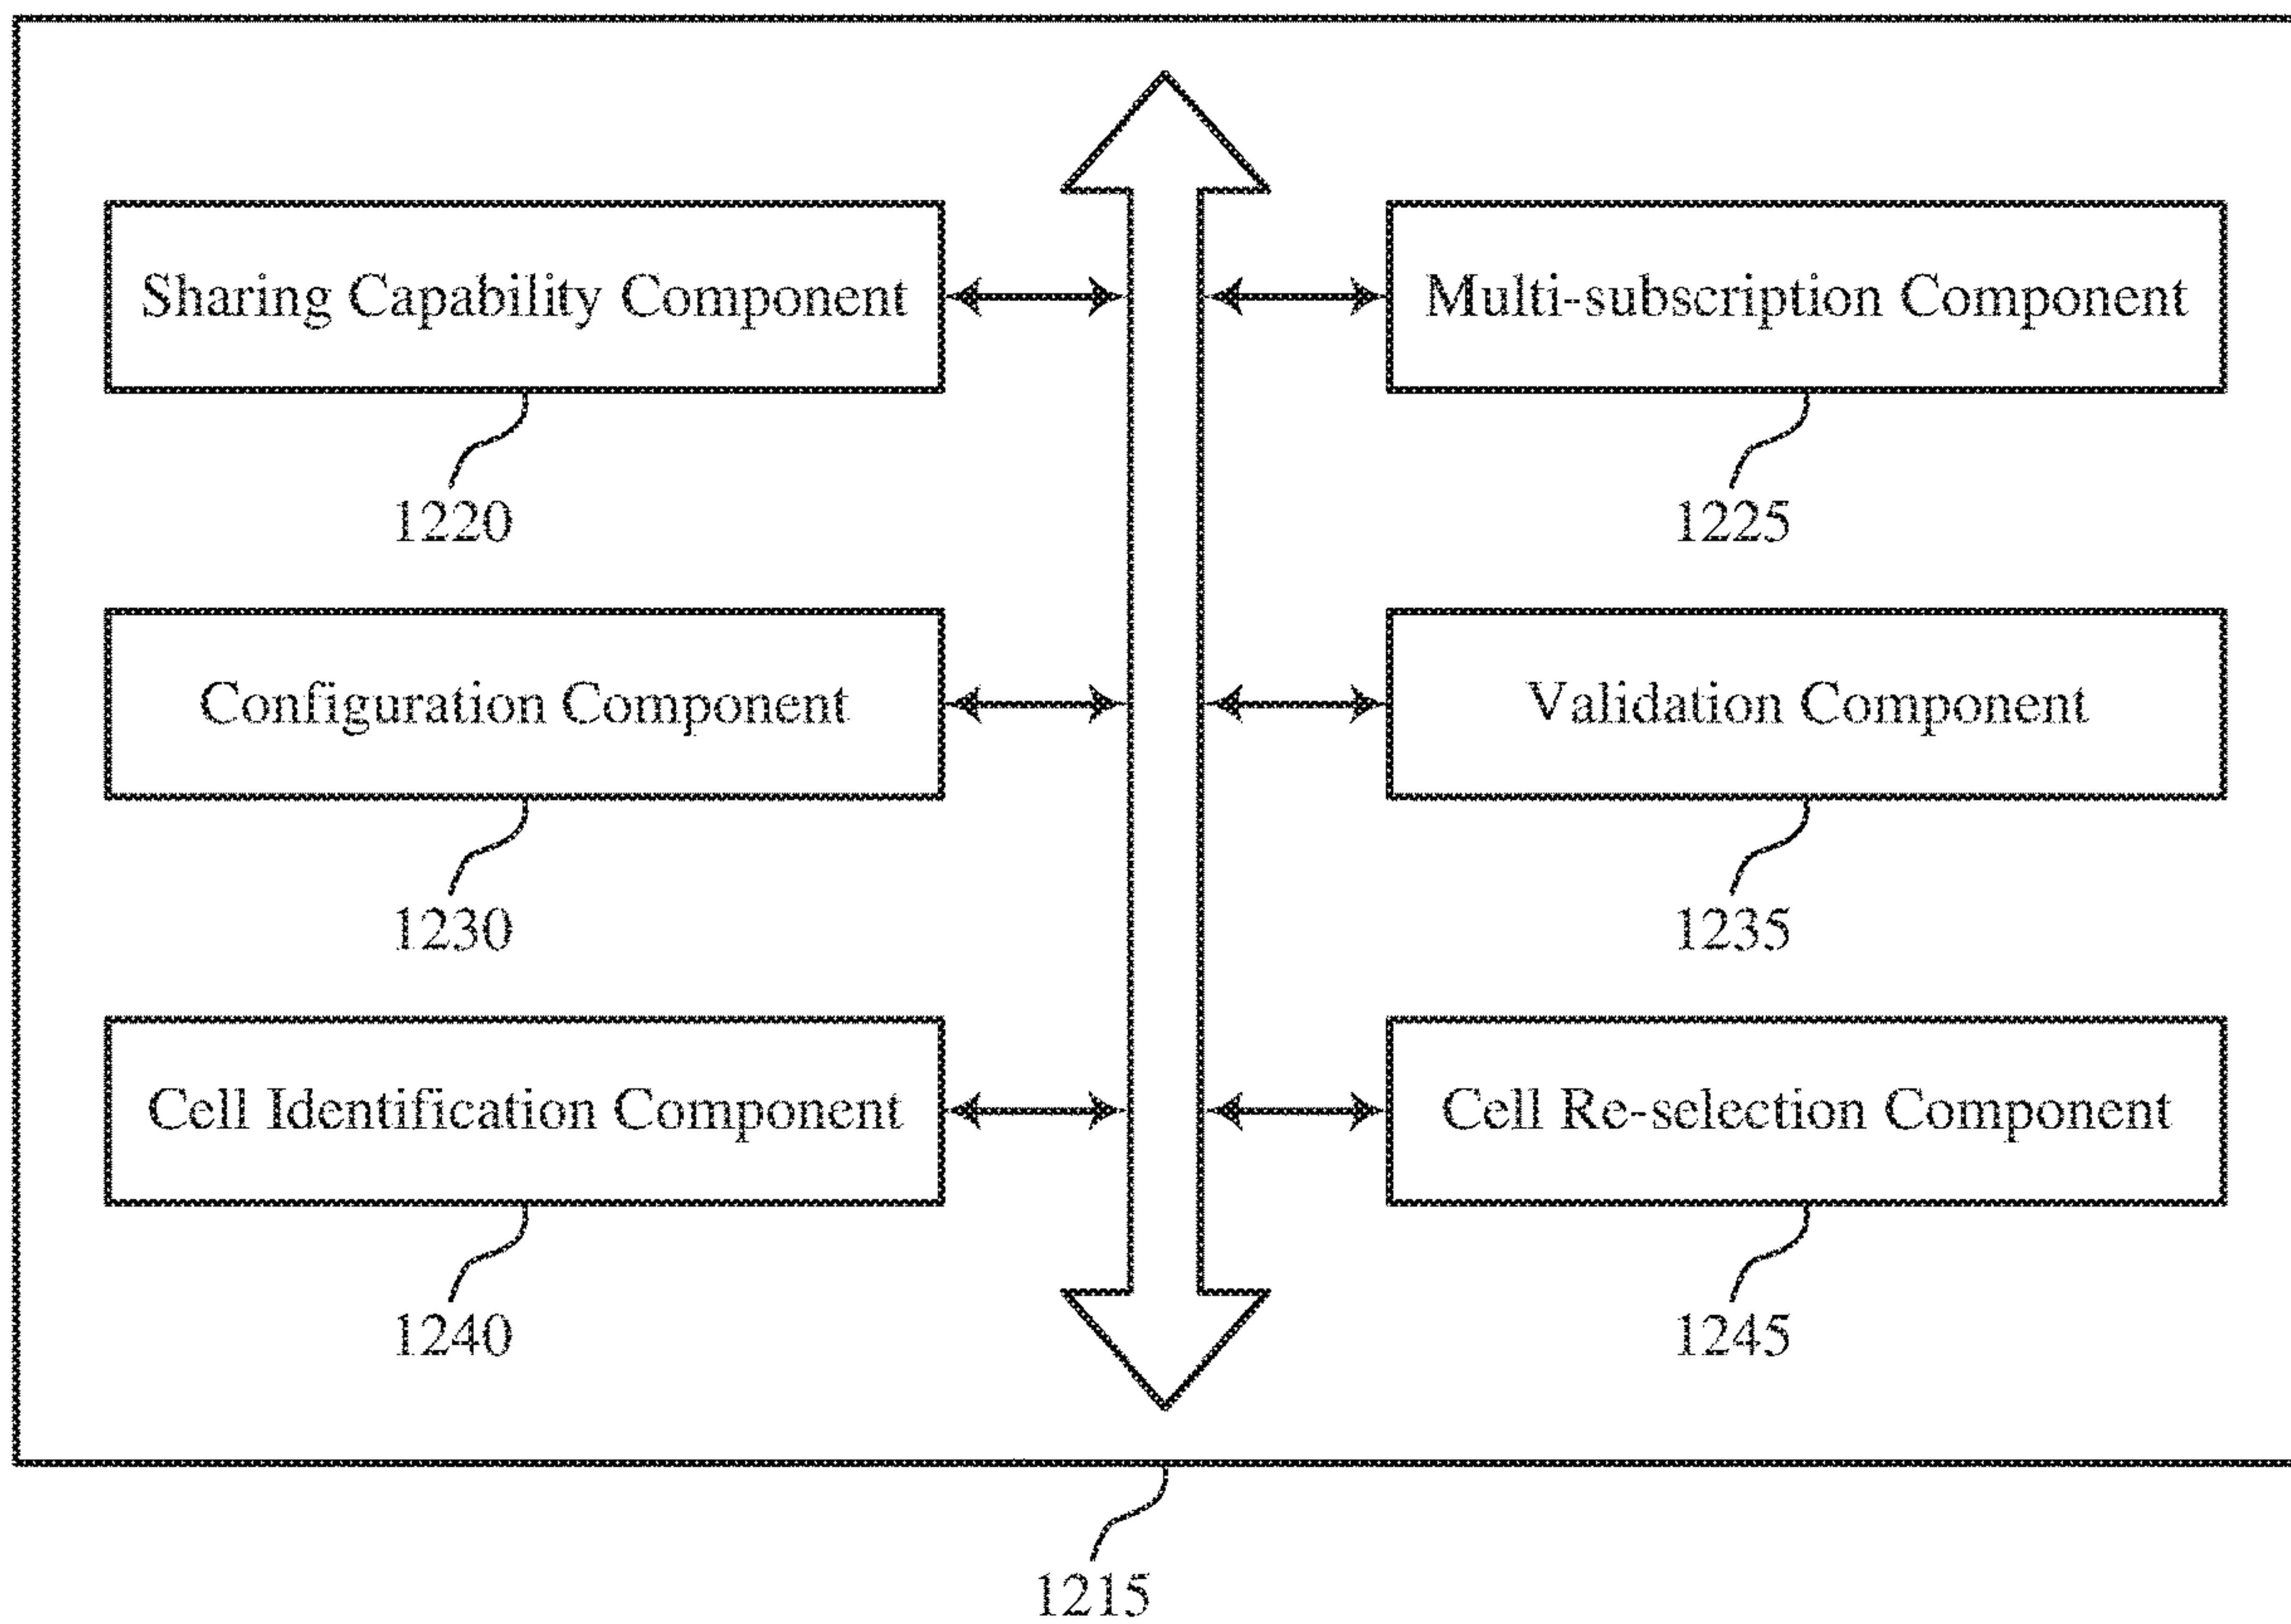 Sharing Capability Component
Multi-subscription Component
1220
1225
Configuration Component
Validation Component
1230
1235
Cell Identification Component
Cell Re-selection Component
1240
1245
1215